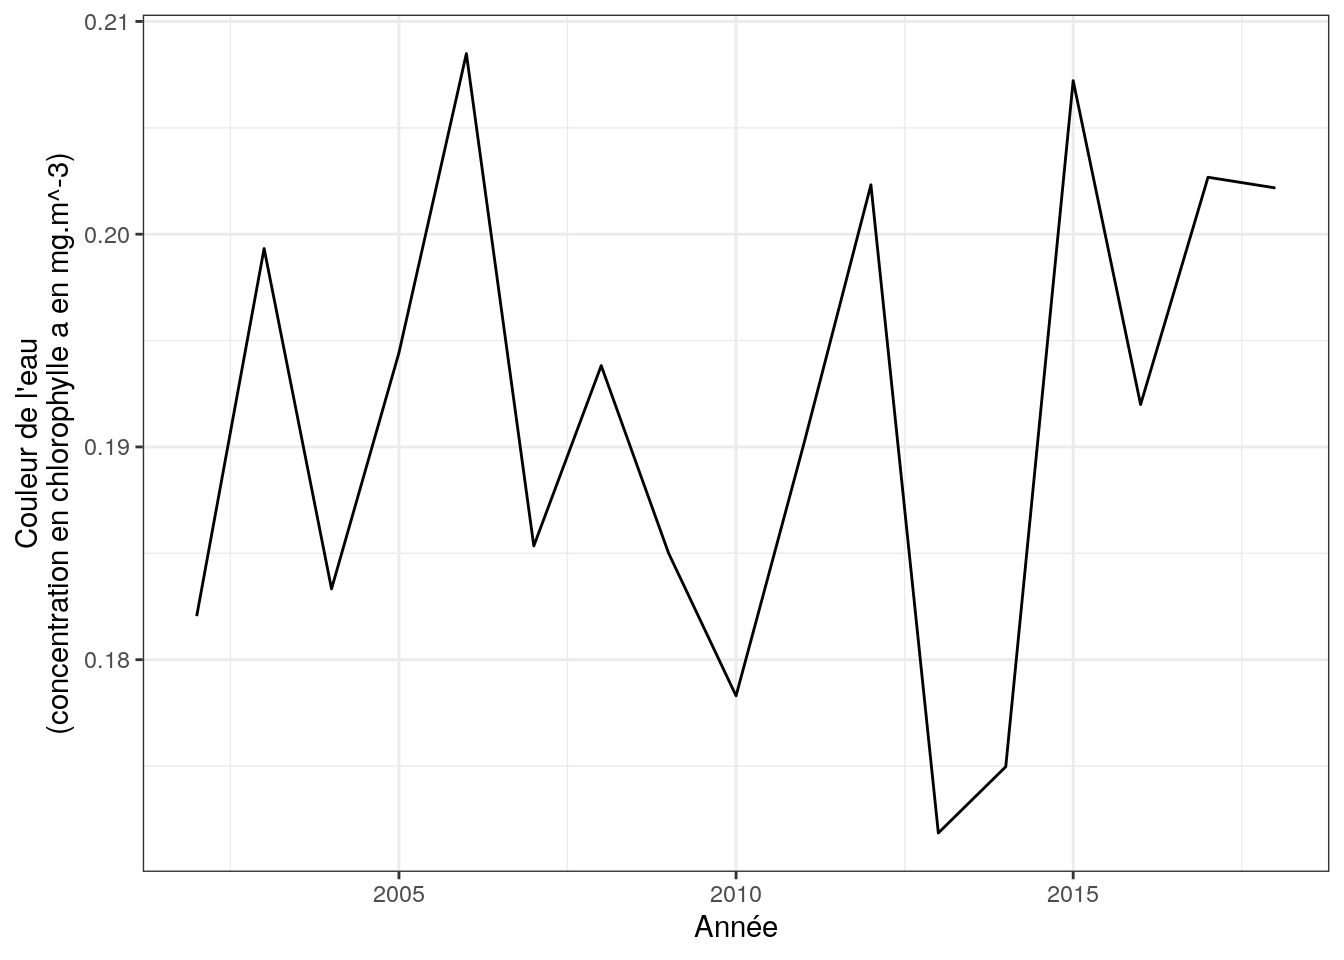 Couleur de l'eau
(concentration en chlorophylle a en mg.m^-3)
0.21
0.20
0.19
0.18
2005
2010
2015
Année